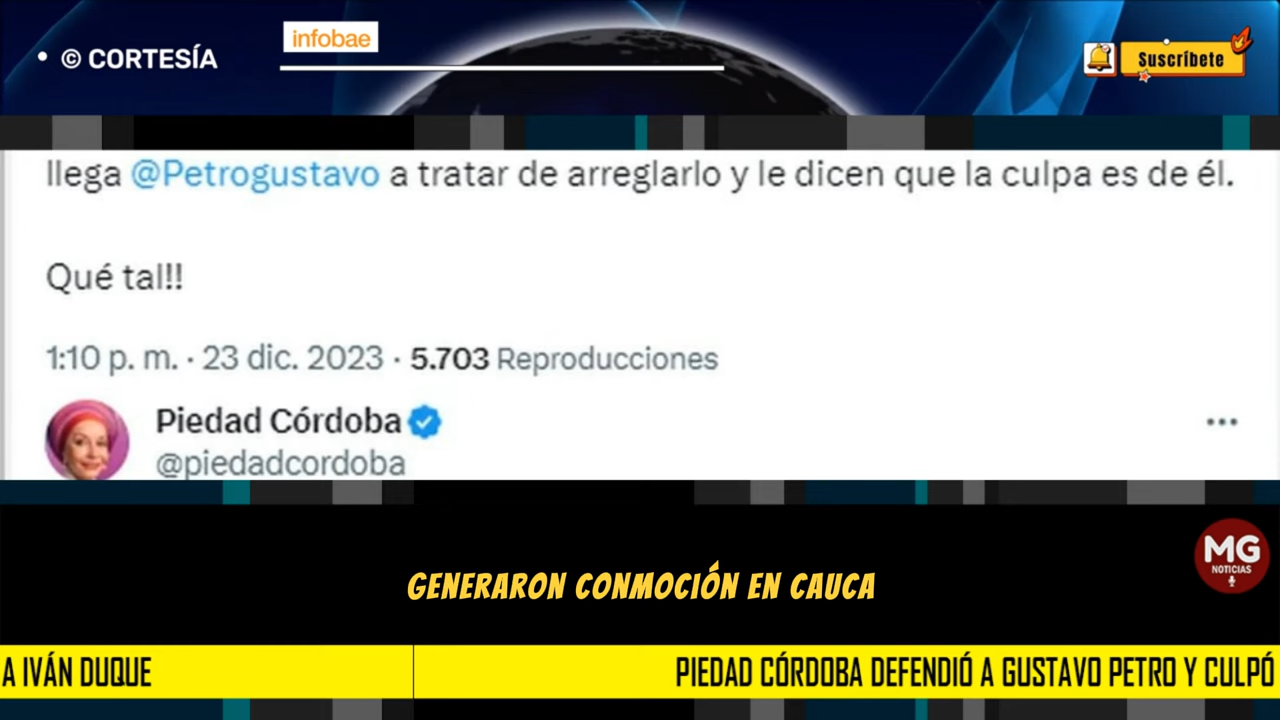 © CORTESÍA
infobae
Suscríbete
llega @Petrogustavo a tratar de arreglarlo y le dicen que la culpa es de él.
Qué tal!!
1:10 p. m. · 23 dic. 2023 · 5.703 Reproducciones
Piedad Córdoba
@piedadcordoba
MG
NOTICIAS
GENERARON CONMOCIÓN EN CAUCA
A IVÁN DUQUE
PIEDAD CÓRDOBA DEFENDIÓ A GUSTAVO PETRO Y CULPÓ